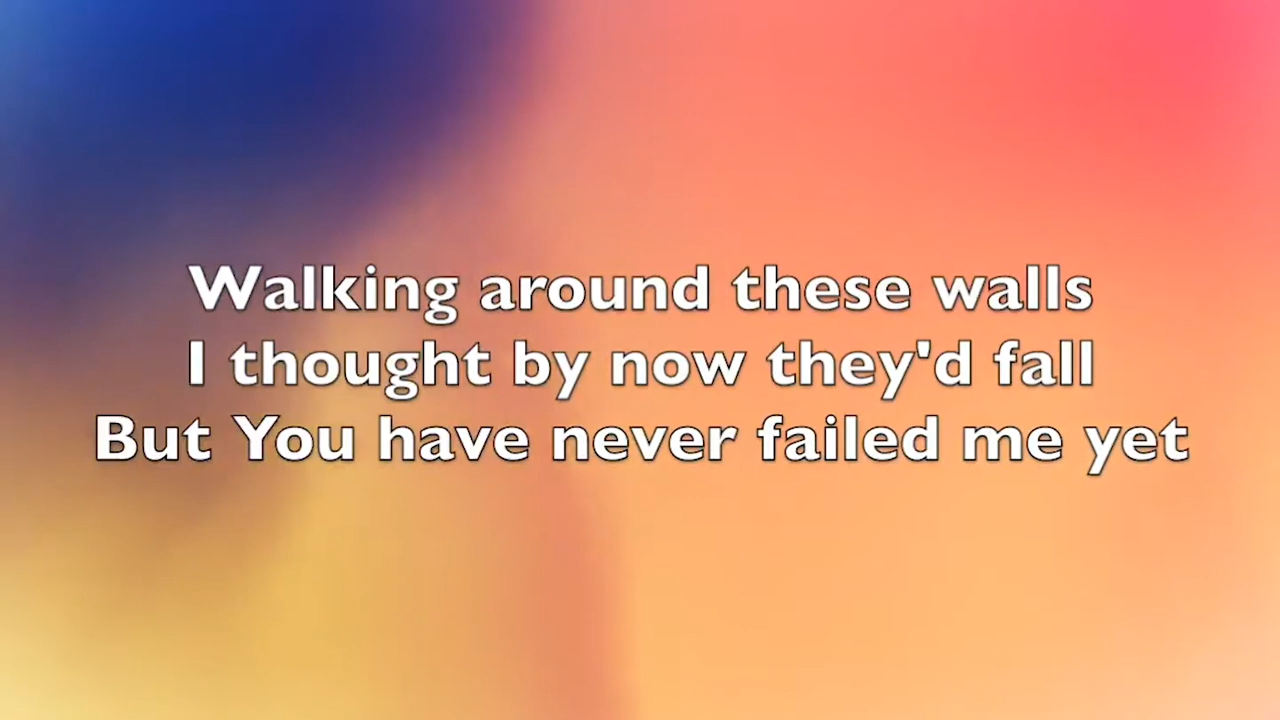 Walking around these walls
I thought by now they'd fall
But You have never failed me yet